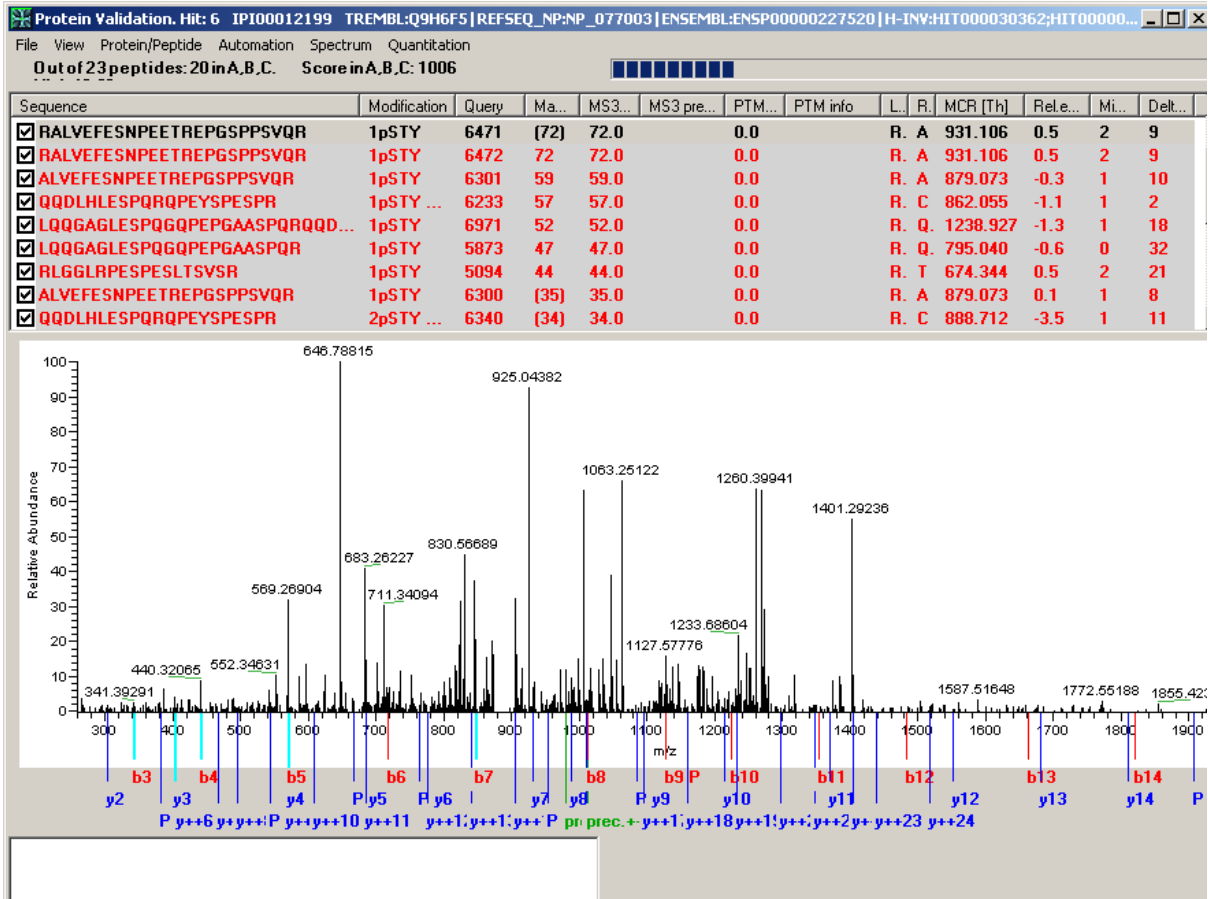 Protein Validation. Hit: 6 IPI00012199 TREMBL:Q9H6F5|REFSEQ_NP:NP_077003|ENSEMBL:ENSP00000227520|H-INV:HIT000030362;HIT00000...
File View Protein/Peptide Automation Spectrum Quantitation
Out of 23 peptides: 20 in A,B,C. Score in A,B,C: 1006
Sequence Modification Query Ma... MS3... MS3 pre... PTM... PTM info L.. R. MCR [Th] Rel.e... Mi... Delt...
RALVEFESNPEETREPGSPPSVQR 1pSTY 6471 (72) 72.0 0.0 R. A 931.106 0.5 2 9
RALVEFESNPEETREPGSPPSVQR 1pSTY 6472 72 72.0 0.0 R. A 931.106 0.5 2 9
ALVEFESNPEETREPGSPPSVQR 1pSTY 6301 59 59.0 0.0 R. A 879.073 -0.3 1 10
QQDLHLESPQRQPEYSPESPR 1pSTY ... 6233 57 57.0 0.0 R. C 862.055 -1.1 1 2
LQQGAGLESPQGQPEPGAASPQRQQD... 1pSTY 6971 52 52.0 0.0 R. Q. 1238.927 -1.3 1 18
LQQGAGLESPQGQPEPGAASPQR 1pSTY 5873 47 47.0 0.0 R. Q. 795.040 -0.6 0 32
RLGGLRPESPESLTSVSR 1pSTY 5094 44 44.0 0.0 R. T 674.344 0.5 2 21
ALVEFESNPEETREPGSPPSVQR 1pSTY 6300 (35) 35.0 0.0 R. A 879.073 0.1 1 8
QQDLHLESPQRQPEYSPESPR 2pSTY ... 6340 (34) 34.0 0.0 R. C 888.712 -3.5 1 11
646.78815
100
925.04382
90
80
70
1063.25122
1260.39941
60
1401.29236
50
830.56689
683.26227
40
569.26904
711.34094
30
1233.68604
20
1127.57776
440.32065 552.34631
10
341.39291 1587.51648 1772.55188 1855.423
0
Relative Abundance
300 400 500 600 700 800 900 1000 1100 1200 1300 1400 1500 1600 1700 1800 1900
m/z
b3 b4 b5 b6 b7 b8 b9 P b10 b11 b12 b13 b14
y2 y3 y4 P y5 P y6 y7 y8 P y9 y10 y11 y12 y13 y14 P
P y++6 P y++10 y++11 P prec.+ y++18 y++23 y++24